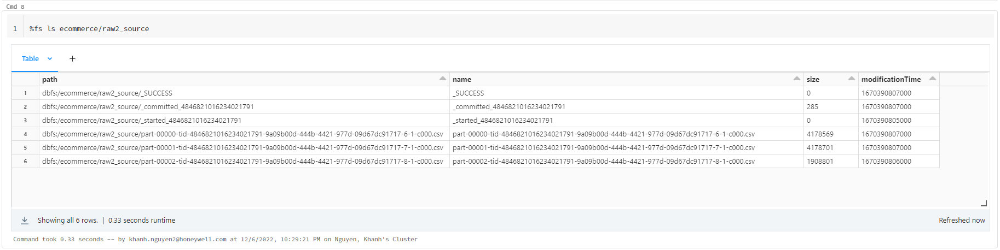 Cmd 8
1 %fs ls ecommerce/raw2_source
Table
path name size modificationTime
1 dbfs:/ecommerce/raw2_source/_SUCCESS _SUCCESS 0 1670390807000
2 dbfs:/ecommerce/raw2_source/_committed_4846821016234021791 _committed_4846821016234021791 285 1670390807000
3 dbfs:/ecommerce/raw2_source/_started_4846821016234021791 _started_4846821016234021791 0 1670390805000
4 dbfs:/ecommerce/raw2_source/part-00000-tid-4846821016234021791-9a09b00d-444b-4421-977d-09d67dc91717-6-1-c000.csv part-00000-tid-4846821016234021791-9a09b00d-444b-4421-977d-09d67dc91717-6-1-c000.csv 4178569 1670390807000
5 dbfs:/ecommerce/raw2_source/part-00001-tid-4846821016234021791-9a09b00d-444b-4421-977d-09d67dc91717-7-1-c000.csv part-00001-tid-4846821016234021791-9a09b00d-444b-4421-977d-09d67dc91717-7-1-c000.csv 4178701 1670390807000
6 dbfs:/ecommerce/raw2_source/part-00002-tid-4846821016234021791-9a09b00d-444b-4421-977d-09d67dc91717-8-1-c000.csv part-00002-tid-4846821016234021791-9a09b00d-444b-4421-977d-09d67dc91717-8-1-c000.csv 1908801 1670390806000
Showing all 6 rows. | 0.33 seconds runtime Refreshed now
Command took 0.33 seconds -- by khanh.nguyen2@honeywell.com at 12/6/2022, 10:29:21 PM on Nguyen, Khanh's Cluster